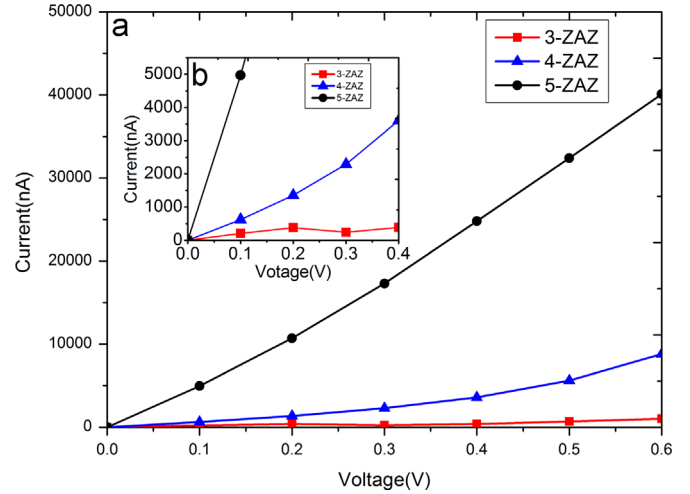 a
3-ZAZ
4-ZAZ
5-ZAZ
50000
40000
30000
20000
10000
0
Current(nA)
0.0
0.1
0.2
0.3
0.4
0.5
0.6
Voltage(V)
b
3-ZAZ
4-ZAZ
5-ZAZ
5000
4000
3000
2000
1000
0
Current(nA)
0.0
0.1
0.2
0.3
0.4
Votage(V)